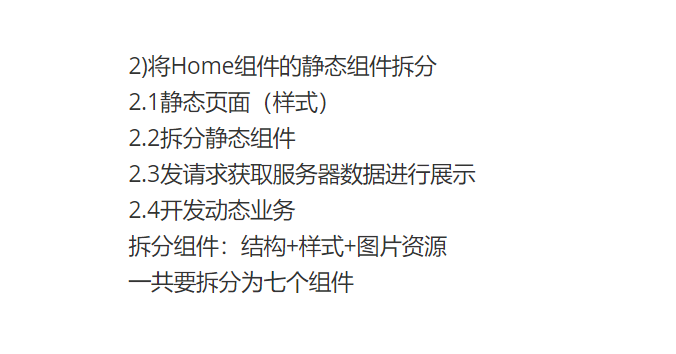 2)将Home组件的静态组件拆分
2.1静态页面（样式）
2.2拆分静态组件
2.3发请求获取服务器数据进行展示
2.4开发动态业务
拆分组件：结构+样式+图片资源
一共要拆分为七个组件